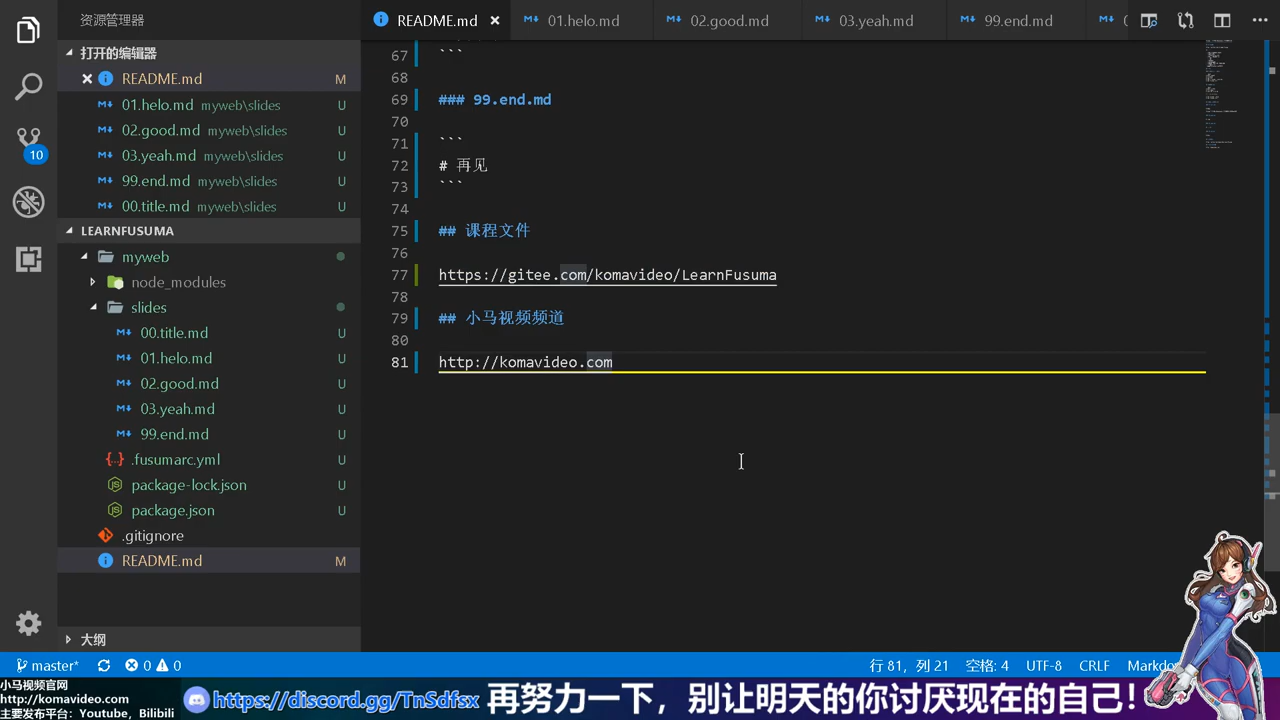 资源管理器
README.md
01.helo.md
02.good.md
03.yeah.md
99.end.md
打开的编辑器
README.md M
01.helo.md myweb\slides U
02.good.md myweb\slides U
03.yeah.md myweb\slides U
99.end.md myweb\slides U
00.title.md myweb\slides U
10
LEARNFUSUMA
myweb
node_modules
slides
00.title.md U
01.helo.md U
02.good.md U
03.yeah.md U
99.end.md U
.fusumarc.yml U
package-lock.json U
package.json U
.gitignore
README.md M
大纲
67 ```
68
69 ### 99.end.md
70
71 ```
72 # 再见
73 ```
74
75 ## 课程文件
76
77 https://gitee.com/komavideo/LearnFusuma
78
79 ## 小马视频频道
80
81 http://komavideo.com
master* 0 0
行 81，列 21 空格: 4 UTF-8 CRLF
小马视频官网
http://komavideo.com
主要发布平台: Youtube, Bilibili
https://discord.gg/TnSdfsx 再努力一下，别让明天的你讨厌现在的自己！